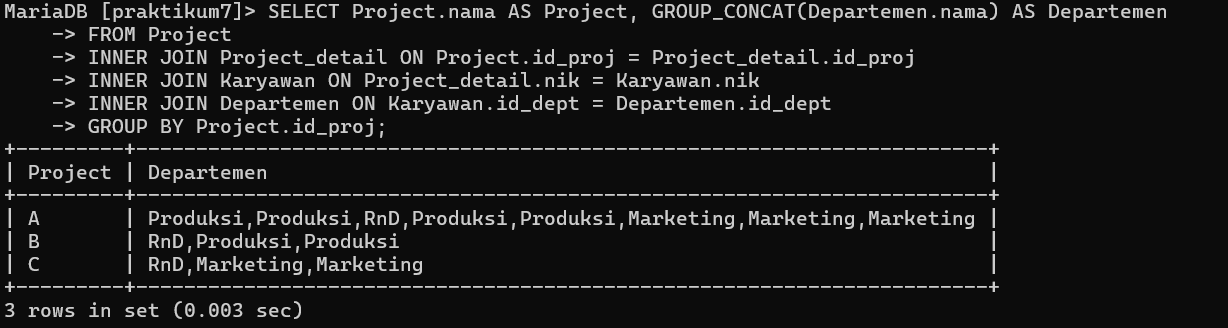 MariaDB [praktikum7]> SELECT Project.nama AS Project, GROUP_CONCAT(Departemen.nama) AS Departemen
    -> FROM Project
    -> INNER JOIN Project_detail ON Project.id_proj = Project_detail.id_proj
    -> INNER JOIN Karyawan ON Project_detail.nik = Karyawan.nik
    -> INNER JOIN Departemen ON Karyawan.id_dept = Departemen.id_dept
    -> GROUP BY Project.id_proj;
+---------+-----------------------------------------------------------------------+
| Project | Departemen                                                            |
+---------+-----------------------------------------------------------------------+
| A       | Produksi,Produksi,RnD,Produksi,Produksi,Marketing,Marketing,Marketing |
| B       | RnD,Produksi,Produksi                                                 |
| C       | RnD,Marketing,Marketing                                               |
+---------+-----------------------------------------------------------------------+
3 rows in set (0.003 sec)